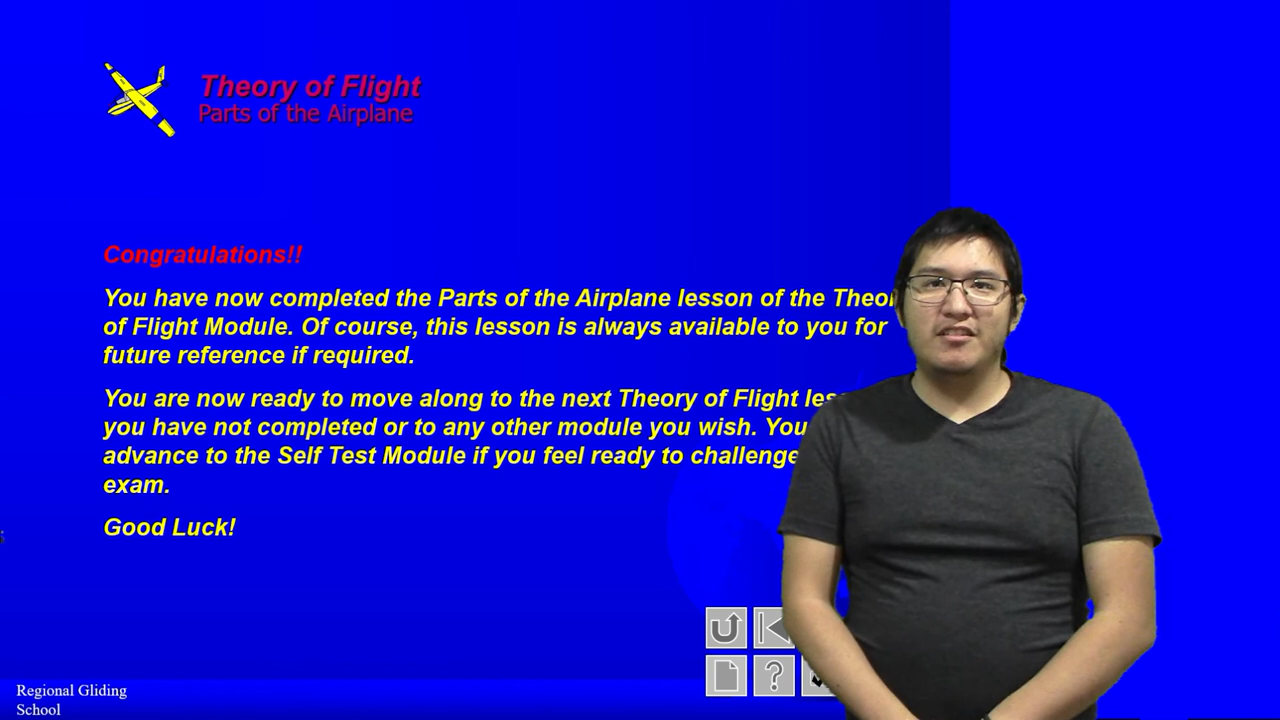 Theory of Flight
Parts of the Airplane
Congratulations!!
You have now completed the Parts of the Airplane lesson of the
of Flight Module. Of course, this lesson is always available to you for
future reference if required.
You are now ready to move along to the next Theory of Flight
you have not completed or to any other module you wish. You
advance to the Self Test Module if you feel ready to challenge
exam.
Good Luck!
?
Regional Gliding
School